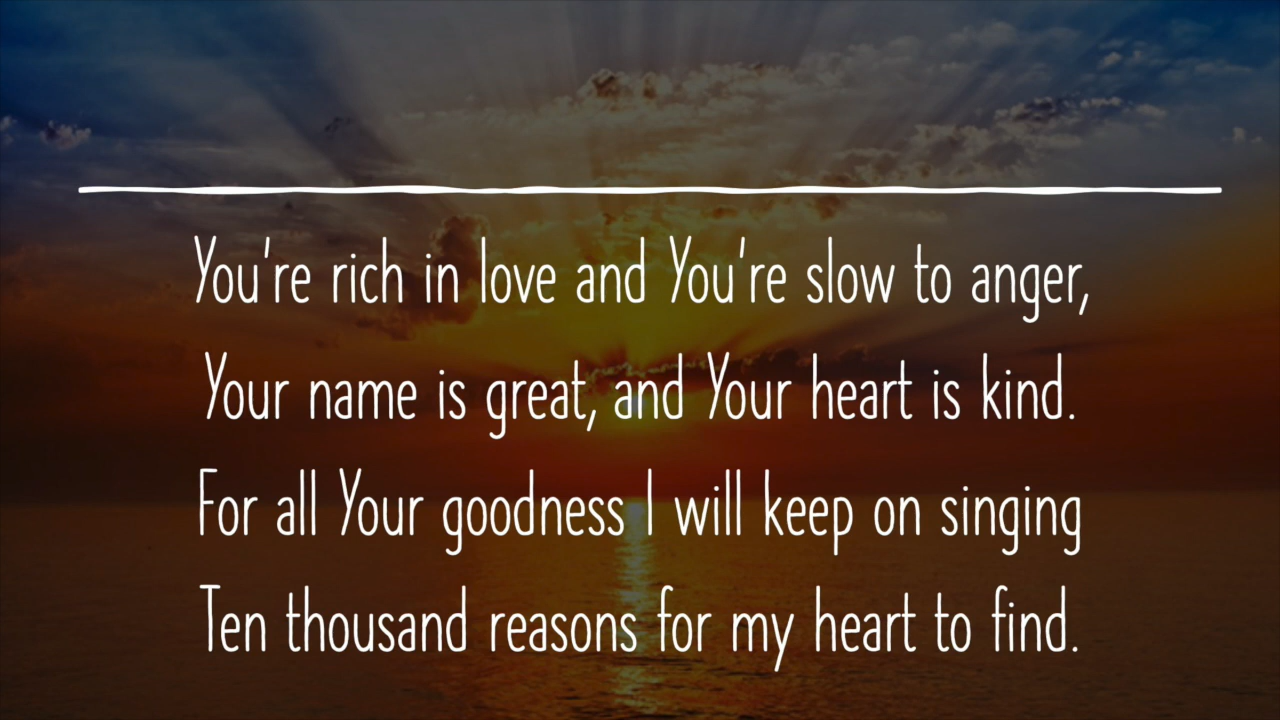 You're rich in love and You're slow to anger,
Your name is great, and Your heart is kind.
For all Your goodness I will keep on singing
Ten thousand reasons for my heart to find.